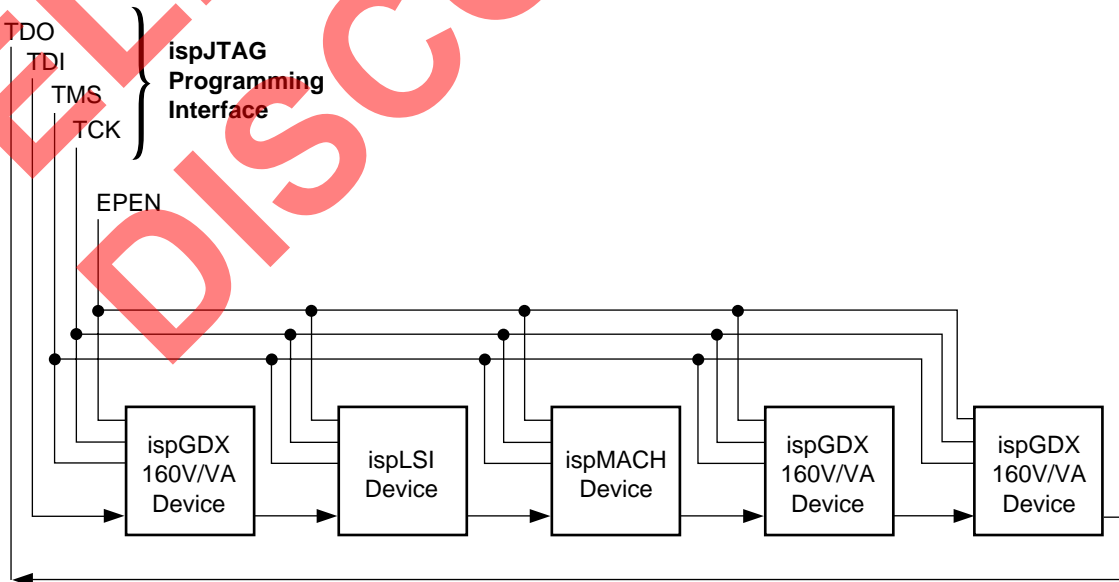 TDO
TDI
TMS
TCK
ispJTAG
Programming
Interface
EPEN
ispGDX
160V/VA
Device
ispLSI
Device
ispMACH
Device
ispGDX
160V/VA
Device
ispGDX
160V/VA
Device